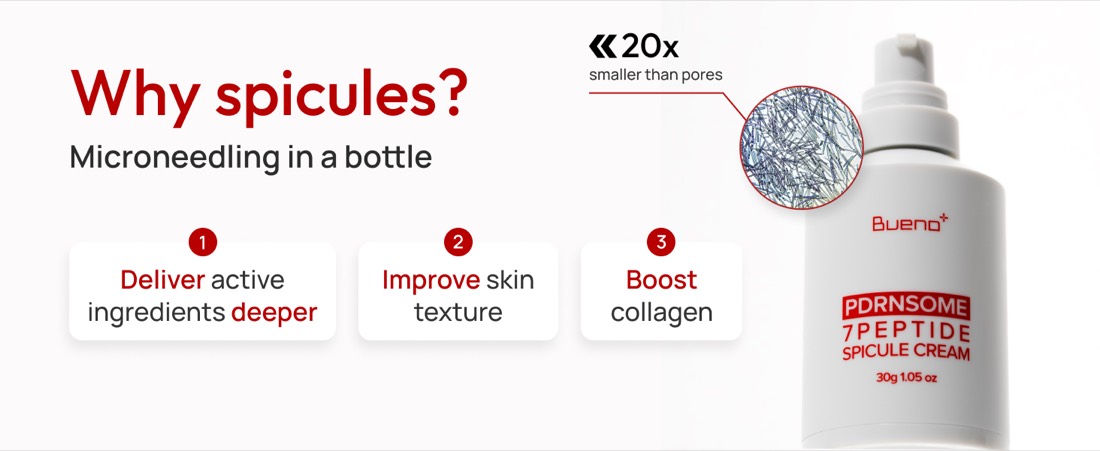 Why spicules?
Microneedling in a bottle
20x
smaller than pores
1
Deliver active
ingredients deeper
2
Improve skin
texture
3
Boost
collagen
Bueno+
PDRNSOME
7PEPTIDE
SPICULE CREAM
30g 1.05 oz